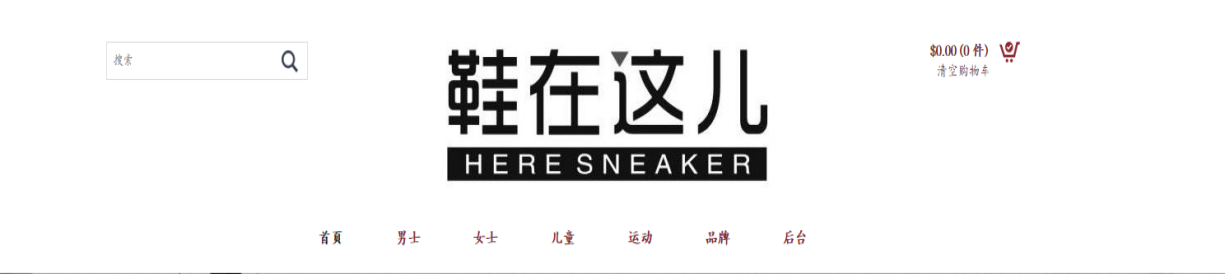 搜索
$0.00 (0 件)
清空购物车
鞋在这儿
HERE SNEAKER
首頁 男士 女士 儿童 运动 品牌 后台